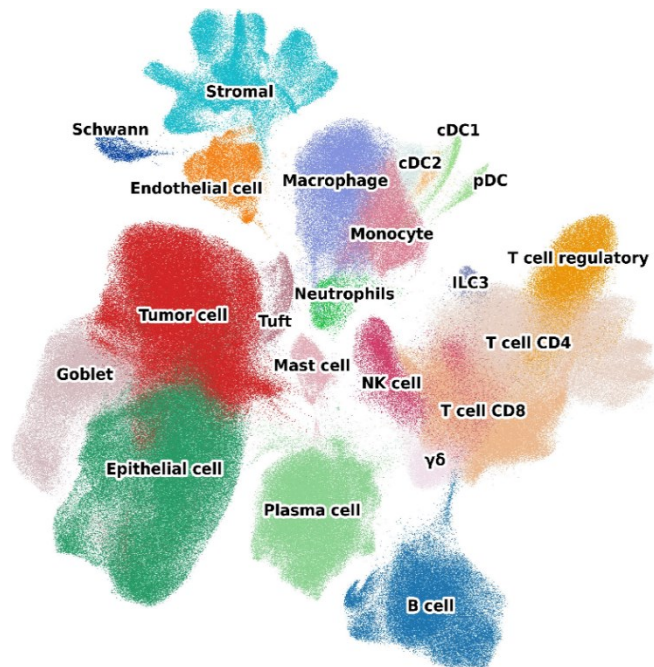 Stromal
Schwann
cDC1
cDC2
pDC
Endothelial cell
Macrophage
Monocyte
T cell regulatory
ILC3
Neutrophils
Tumor cell
Tuft
T cell CD4
Mast cell
Goblet
NK cell
T cell CD8
γδ
Epithelial cell
Plasma cell
B cell